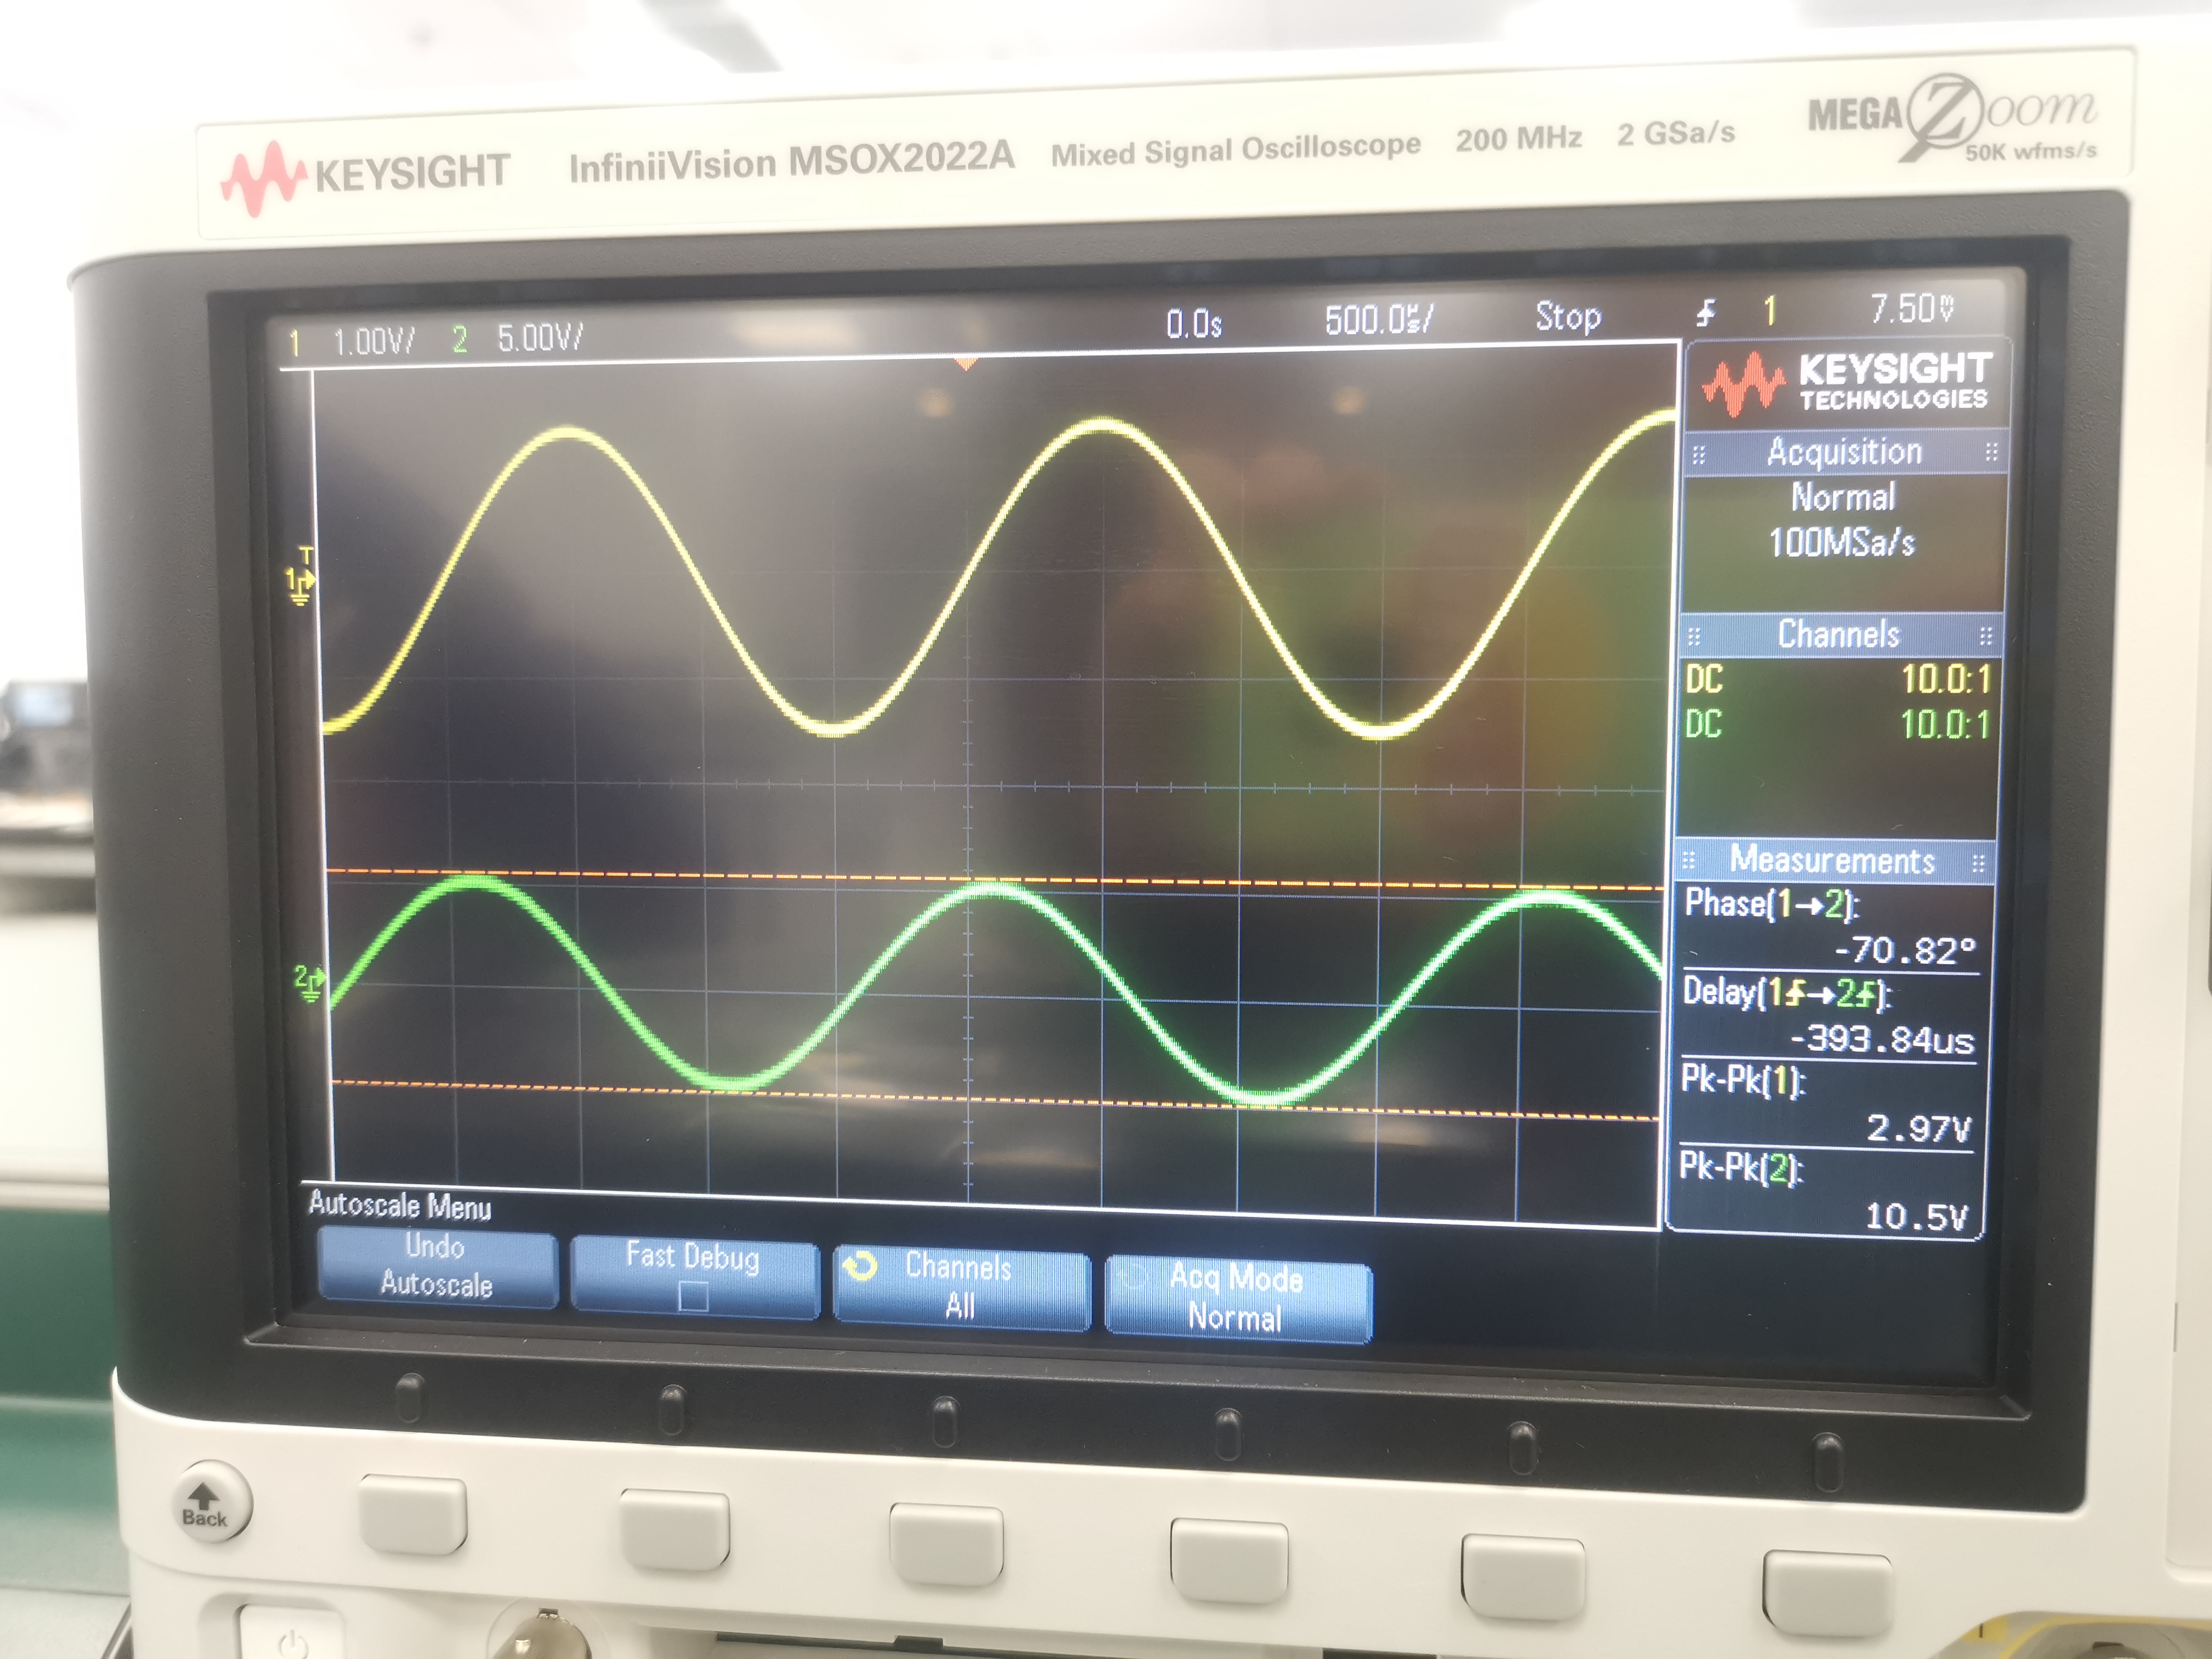 KEYSIGHT InfiniiVision MSOX2022A Mixed Signal Oscilloscope 200 MHz 2 GSa/s MEGA Zoom
50K wfms/s
1 1.00V/ 2 5.00V/ 0.0s 500.0µs/ Stop 1 7.50mV
KEYSIGHT
TECHNOLOGIES
Acquisition
Normal
100MSa/s
Channels
DC 10.0:1
DC 10.0:1
Measurements
Phase(1→2):
-70.82°
Delay(1→2):
-393.84us
Pk-Pk(1):
2.97V
Pk-Pk(2):
10.5V
T
1
2
Autoscale Menu
Undo
Autoscale
Fast Debug
Channels
All
Acq Mode
Normal
Back